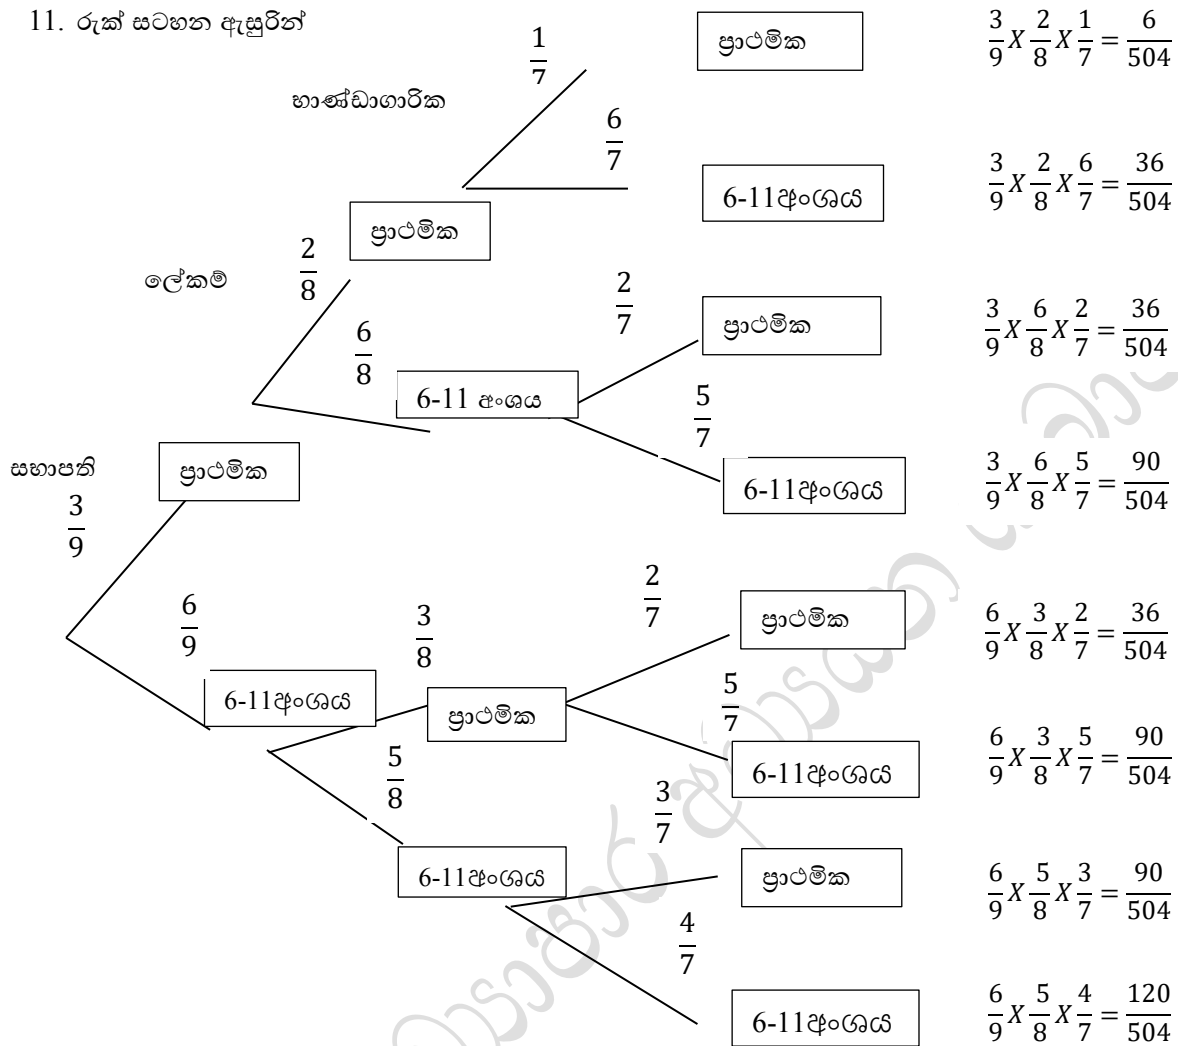 11. රුක් සටහන ඇසුරින්
1/7
ප්‍රාථමික
3/9 X 2/8 X 1/7 = 6/504
භාණ්ඩාගාරික
6/7
6-11අංශය
3/9 X 2/8 X 6/7 = 36/504
ප්‍රාථමික
ලේකම්
2/8
2/7
ප්‍රාථමික
3/9 X 6/8 X 2/7 = 36/504
6/8
6-11 අංශය
5/7
සභාපති
ප්‍රාථමික
6-11අංශය
3/9 X 6/8 X 5/7 = 90/504
3/9
2/7
ප්‍රාථමික
6/9 X 3/8 X 2/7 = 36/504
6/9
3/8
6-11අංශය
ප්‍රාථමික
5/7
6-11අංශය
6/9 X 3/8 X 5/7 = 90/504
5/8
3/7
6-11අංශය
ප්‍රාථමික
6/9 X 5/8 X 3/7 = 90/504
4/7
6-11අංශය
6/9 X 5/8 X 4/7 = 120/504